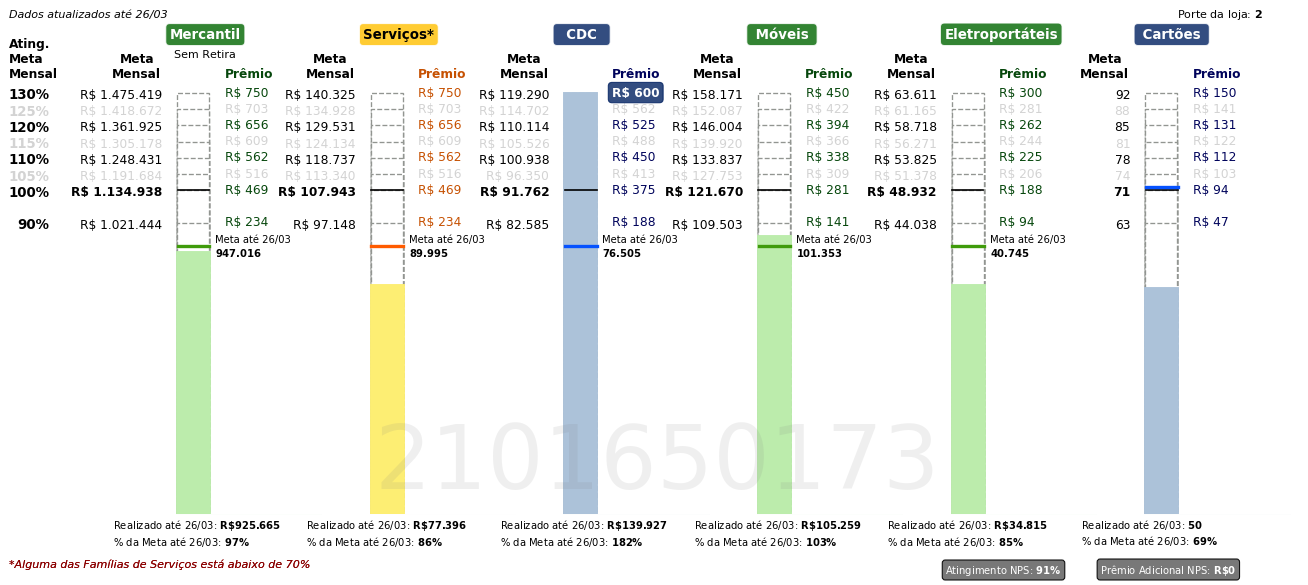 Dados atualizados até 26/03
Porte da loja: 2
Mercantil Serviços* CDC Móveis Eletroportáteis Cartões
Sem Retira
Ating. Meta Mensal
Meta Mensal Prêmio Meta Mensal Prêmio Meta Mensal Prêmio Meta Mensal Prêmio Meta Mensal Prêmio Meta Mensal Prêmio
130% R$ 1.475.419 R$ 750 R$ 140.325 R$ 750 R$ 119.290 R$ 600 R$ 158.171 R$ 450 R$ 63.611 R$ 300 92 R$ 150
125% R$ 1.418.672 R$ 703 R$ 134.928 R$ 703 R$ 114.702 R$ 562 R$ 152.087 R$ 422 R$ 61.165 R$ 281 88 R$ 141
120% R$ 1.361.925 R$ 656 R$ 129.531 R$ 656 R$ 110.114 R$ 525 R$ 146.004 R$ 394 R$ 58.718 R$ 262 85 R$ 131
115% R$ 1.305.178 R$ 609 R$ 124.134 R$ 609 R$ 105.526 R$ 488 R$ 139.920 R$ 366 R$ 56.271 R$ 244 81 R$ 122
110% R$ 1.248.431 R$ 562 R$ 118.737 R$ 562 R$ 100.938 R$ 450 R$ 133.837 R$ 338 R$ 53.825 R$ 225 78 R$ 112
105% R$ 1.191.684 R$ 516 R$ 113.340 R$ 516 R$ 96.350 R$ 413 R$ 127.753 R$ 309 R$ 51.378 R$ 206 74 R$ 103
100% R$ 1.134.938 R$ 469 R$ 107.943 R$ 469 R$ 91.762 R$ 375 R$ 121.670 R$ 281 R$ 48.932 R$ 188 71 R$ 94
90% R$ 1.021.444 R$ 234 R$ 97.148 R$ 234 R$ 82.585 R$ 188 R$ 109.503 R$ 141 R$ 44.038 R$ 94 63 R$ 47
Meta até 26/03 Meta até 26/03 Meta até 26/03 Meta até 26/03 Meta até 26/03
947.016 89.995 76.505 101.353 40.745
2101650173
Realizado até 26/03: R$925.665 Realizado até 26/03: R$77.396 Realizado até 26/03: R$139.927 Realizado até 26/03: R$105.259 Realizado até 26/03: R$34.815 Realizado até 26/03: 50
% da Meta até 26/03: 97% % da Meta até 26/03: 86% % da Meta até 26/03: 182% % da Meta até 26/03: 103% % da Meta até 26/03: 85% % da Meta até 26/03: 69%
*Alguma das Famílias de Serviços está abaixo de 70%
Atingimento NPS: 91% Prêmio Adicional NPS: R$0